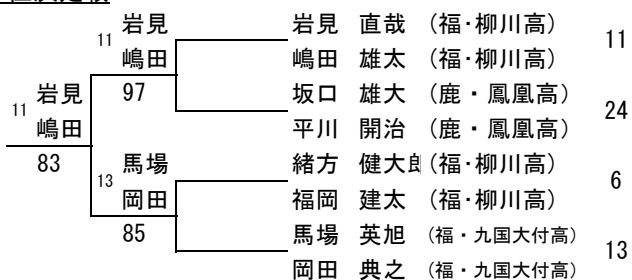 岩見 直哉 (福・柳川高)
嶋田 雄太 (福・柳川高)
11
坂口 雄大 (鹿・鳳凰高)
平川 開治 (鹿・鳳凰高)
24
緒方 健大郎 (福・柳川高)
福岡 建太 (福・柳川高)
6
馬場 英旭 (福・九国大付高)
岡田 典之 (福・九国大付高)
13
11 岩見
嶋田
97
13 馬場
岡田
85
11 岩見
嶋田
83